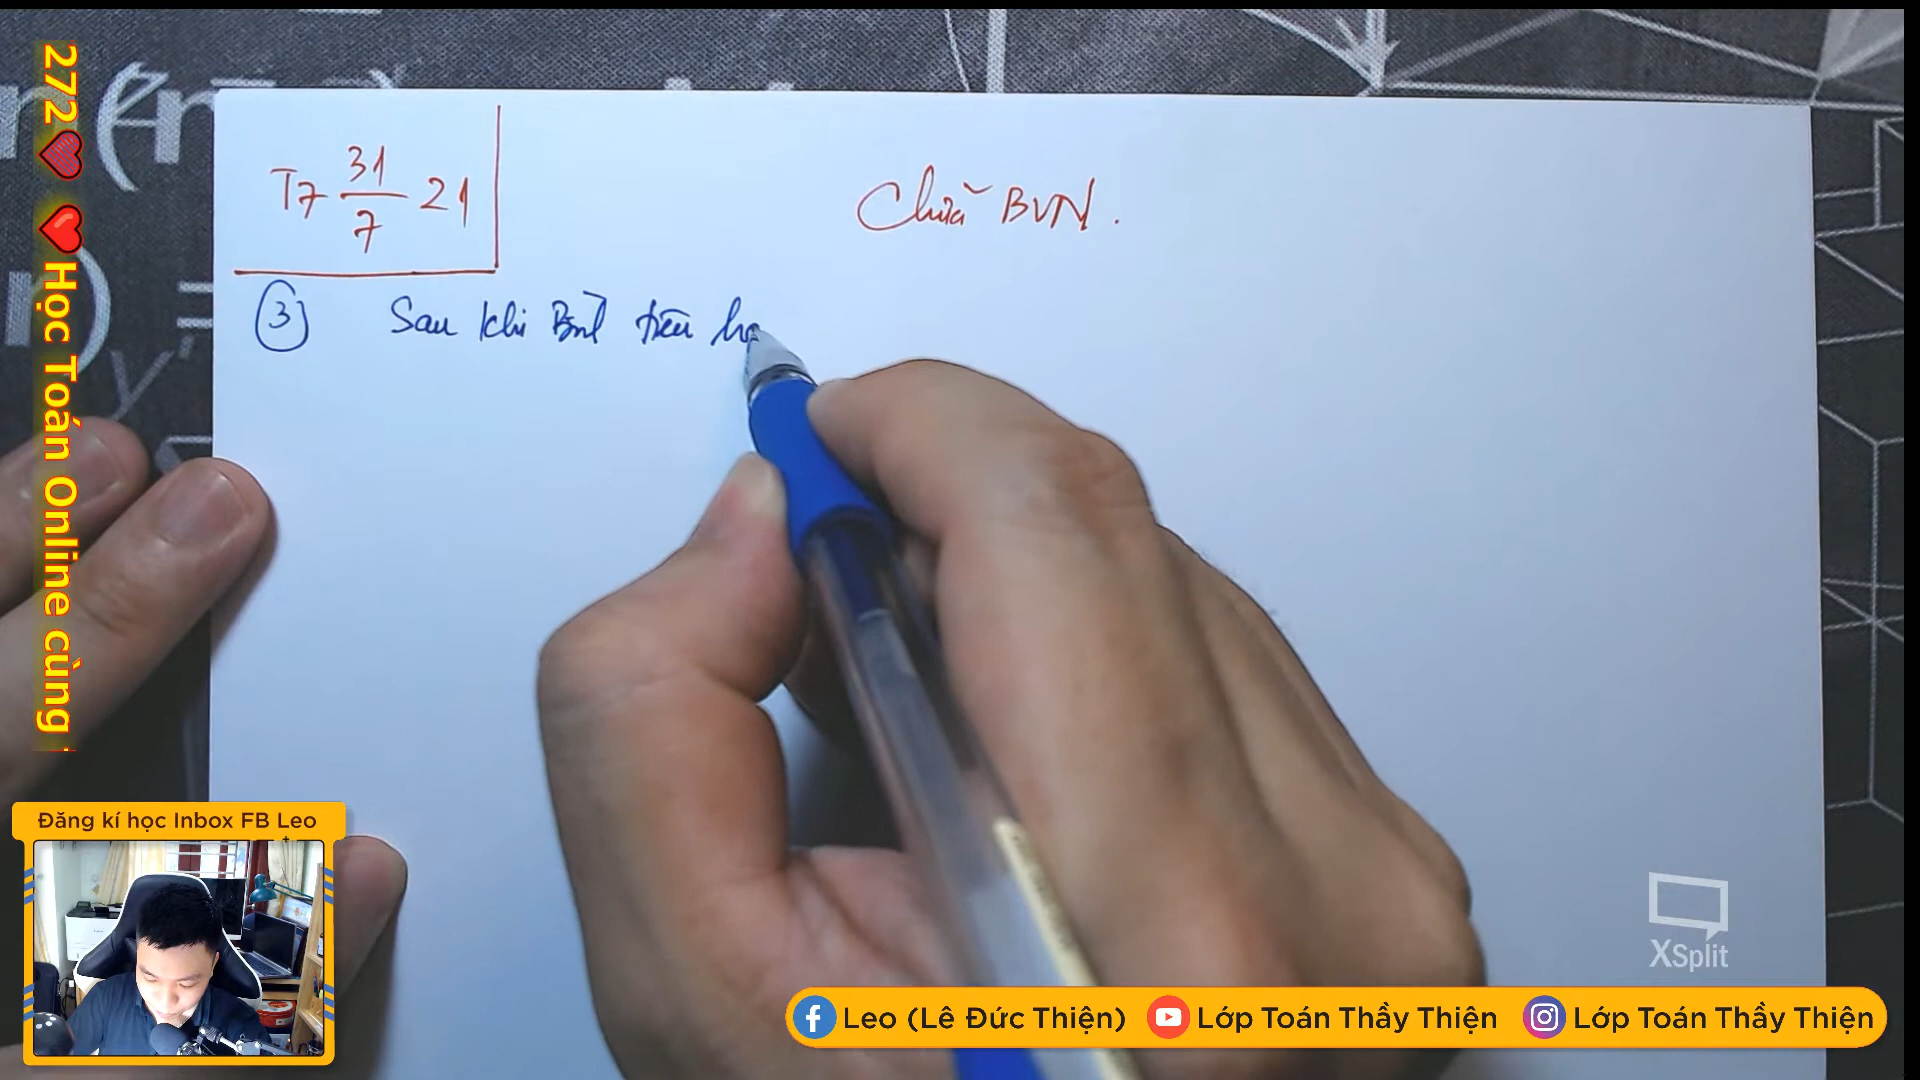 272❤️ ❤️Học Toán Online cùng
T7 31/7 21
Chữa BVN.
③ Sau khi tiêu
Đăng kí học Inbox FB Leo
XSplit
Leo (Lê Đức Thiện) Lớp Toán Thầy Thiện Lớp Toán Thầy Thiện